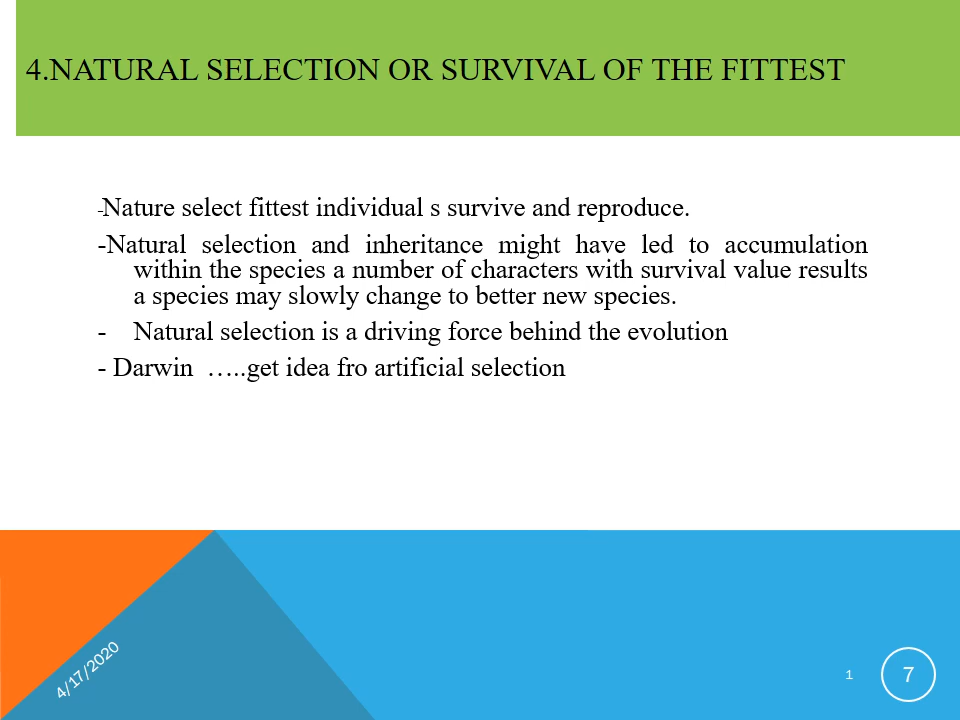 4.NATURAL SELECTION OR SURVIVAL OF THE FITTEST
-Nature select fittest individual s survive and reproduce.
-Natural selection and inheritance might have led to accumulation
within the species a number of characters with survival value results
a species may slowly change to better new species.
- Natural selection is a driving force behind the evolution
- Darwin …..get idea fro artificial selection
4/17/2020
1
7